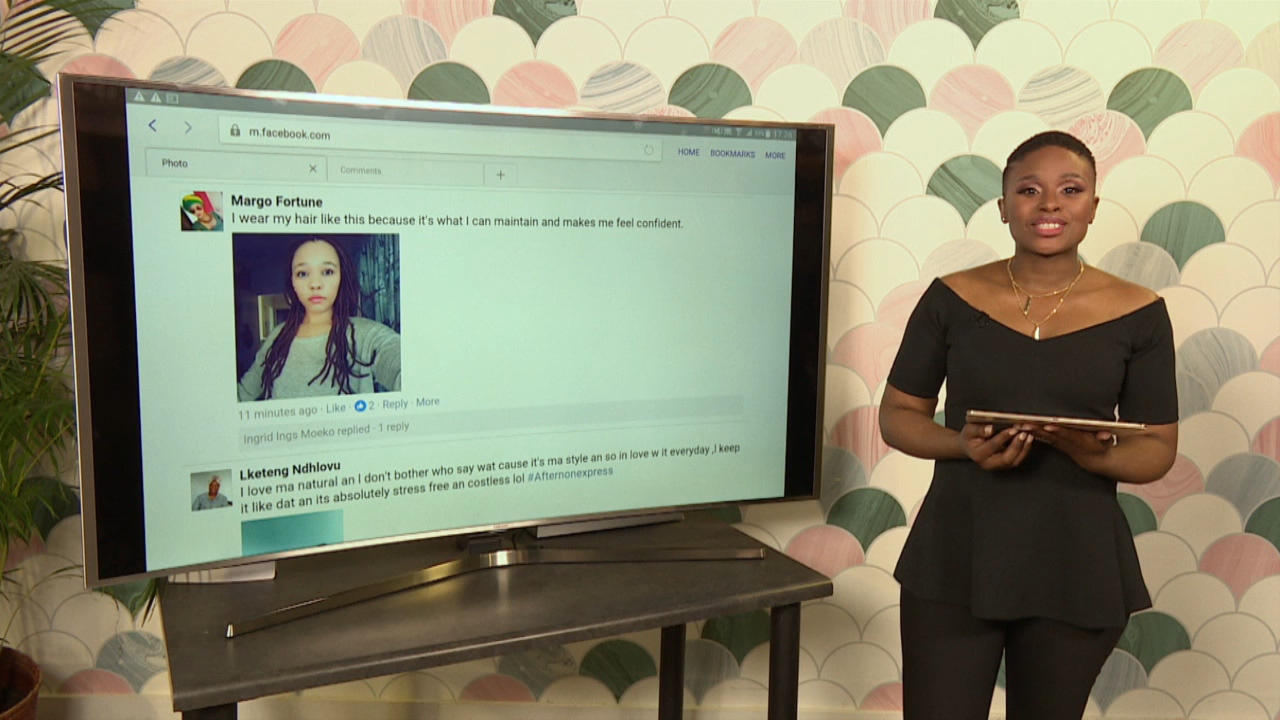 m.facebook.com
HOME BOOKMARKS MORE
Photo
Comments
Margo Fortune
I wear my hair like this because it's what I can maintain and makes me feel confident.
11 minutes ago · Like · 2 · Reply · More
Ingrid Ings Moeko replied · 1 reply
Lketeng Ndhlovu
I love ma natural an I don't bother who say wat cause it's ma style an so in love w it everyday ,I keep
it like dat an its absolutely stress free an costless lol #Afternonexpress